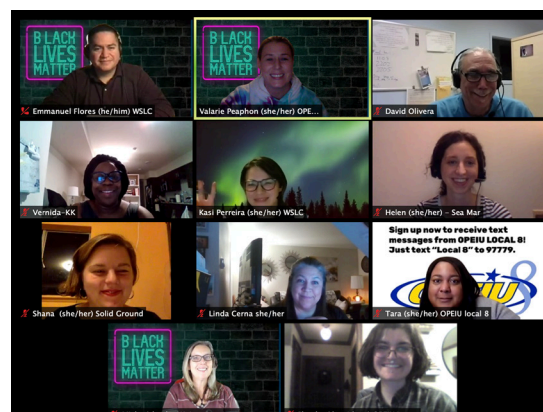 B LACK
LIVES
MATTER
Emmanuel Flores (he/him) WSLC
B LACK
LIVES
MATTER
Valarie Peaphon (she/her) OPE...
David Olivera
Vernida-KK
Kasi Perreira (she/her) WSLC
Helen (she/her) – Sea Mar
Shana (she/her) Solid Ground
Linda Cerna she/her
Sign up now to receive text
messages from OPEIU LOCAL 8!
Just text "Local 8" to 97779.
OPEIU
8
Tara (she/her) OPEIU local 8
B LACK
LIVES
MATTER